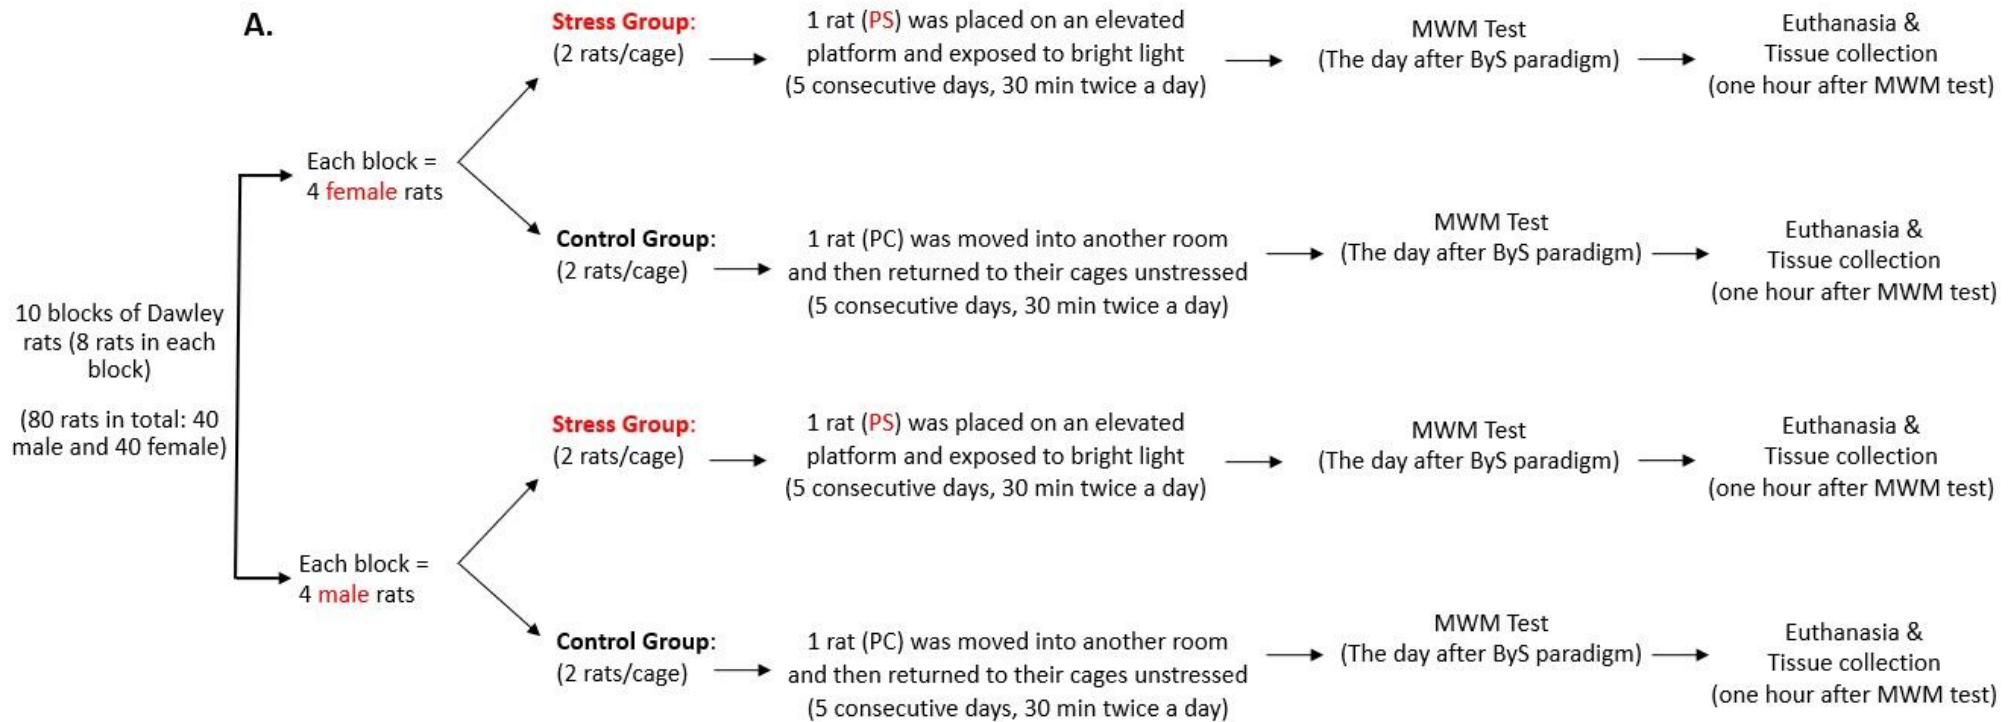 A.
10 blocks of Dawley
rats (8 rats in each
block)
(80 rats in total: 40
male and 40 female)
Each block =
4 female rats
Stress Group:
(2 rats/cage)
1 rat (PS) was placed on an elevated
platform and exposed to bright light
(5 consecutive days, 30 min twice a day)
MWM Test
(The day after ByS paradigm)
Euthanasia &
Tissue collection
(one hour after MWM test)
Control Group:
(2 rats/cage)
1 rat (PC) was moved into another room
and then returned to their cages unstressed
(5 consecutive days, 30 min twice a day)
MWM Test
(The day after ByS paradigm)
Euthanasia &
Tissue collection
(one hour after MWM test)
Each block =
4 male rats
Stress Group:
(2 rats/cage)
1 rat (PS) was placed on an elevated
platform and exposed to bright light
(5 consecutive days, 30 min twice a day)
MWM Test
(The day after ByS paradigm)
Euthanasia &
Tissue collection
(one hour after MWM test)
Control Group:
(2 rats/cage)
1 rat (PC) was moved into another room
and then returned to their cages unstressed
(5 consecutive days, 30 min twice a day)
MWM Test
(The day after ByS paradigm)
Euthanasia &
Tissue collection
(one hour after MWM test)